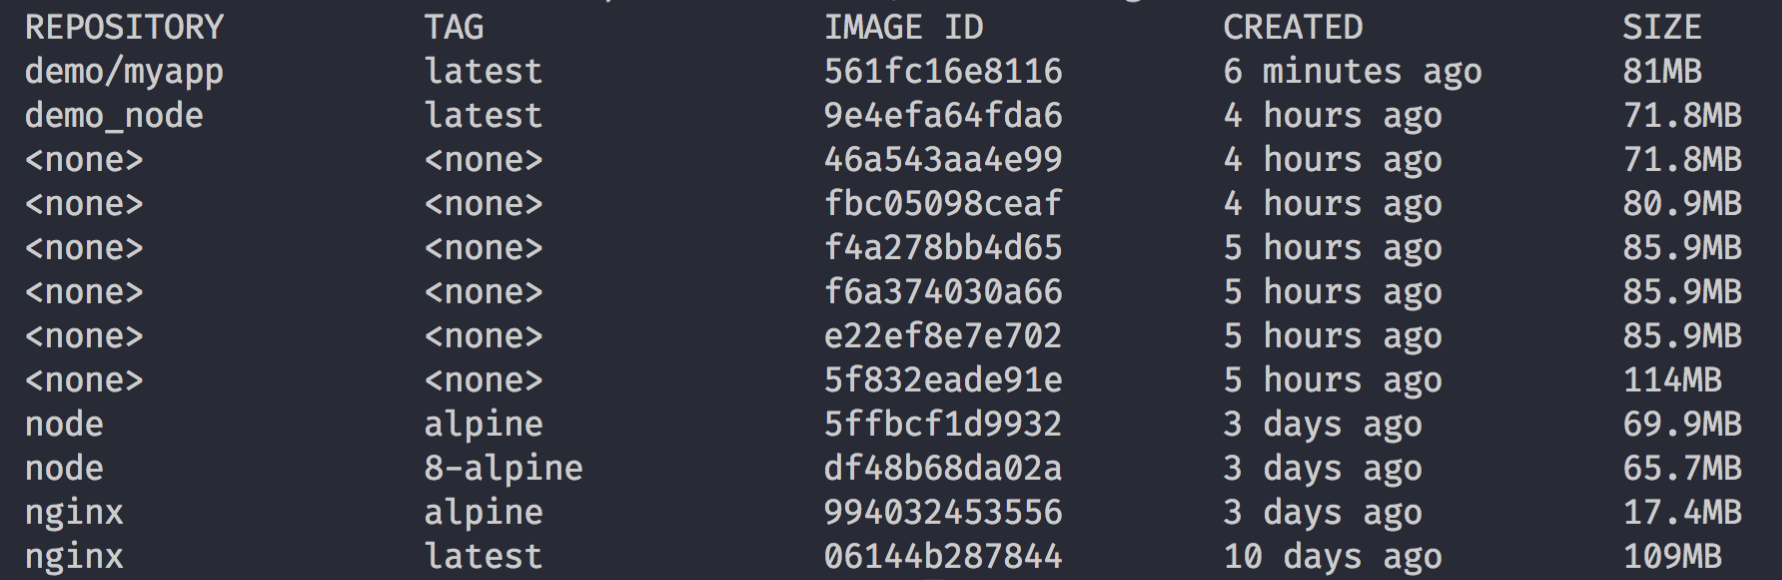 REPOSITORY TAG IMAGE ID CREATED SIZE
demo/myapp latest 561fc16e8116 6 minutes ago 81MB
demo_node latest 9e4efa64fda6 4 hours ago 71.8MB
<none> <none> 46a543aa4e99 4 hours ago 71.8MB
<none> <none> fbc05098ceaf 4 hours ago 80.9MB
<none> <none> f4a278bb4d65 5 hours ago 85.9MB
<none> <none> f6a374030a66 5 hours ago 85.9MB
<none> <none> e22ef8e7e702 5 hours ago 85.9MB
<none> <none> 5f832eade91e 5 hours ago 114MB
node alpine 5ffbcf1d9932 3 days ago 69.9MB
node 8-alpine df48b68da02a 3 days ago 65.7MB
nginx alpine 994032453556 3 days ago 17.4MB
nginx latest 06144b287844 10 days ago 109MB